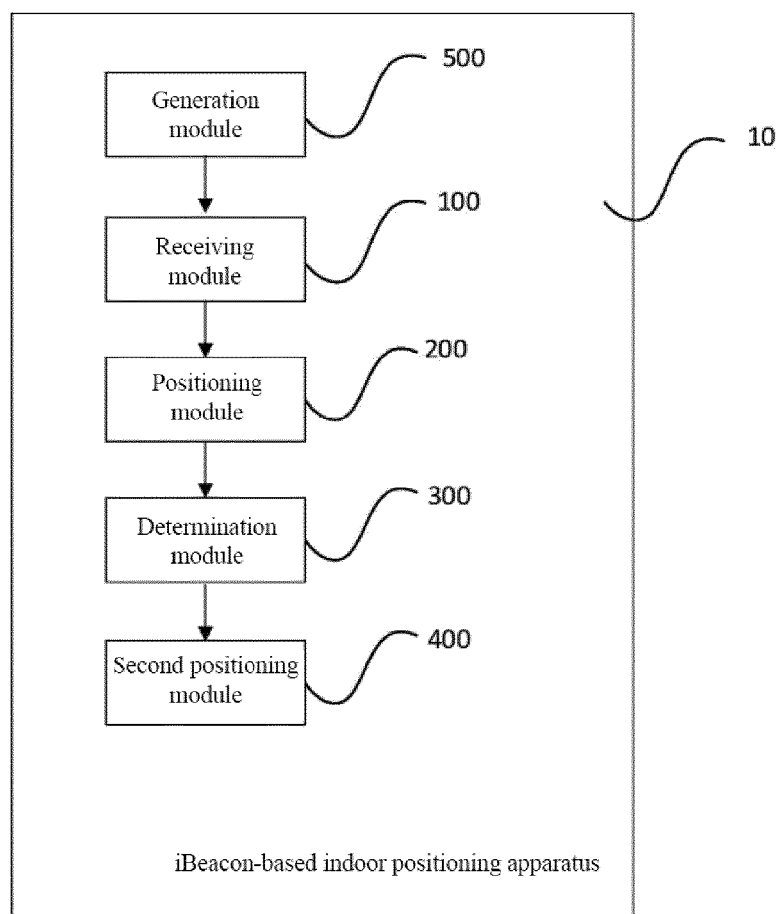 500
Generation
module
10
100
Receiving
module
200
Positioning
module
300
Determination
module
400
Second positioning
module
iBeacon-based indoor positioning apparatus